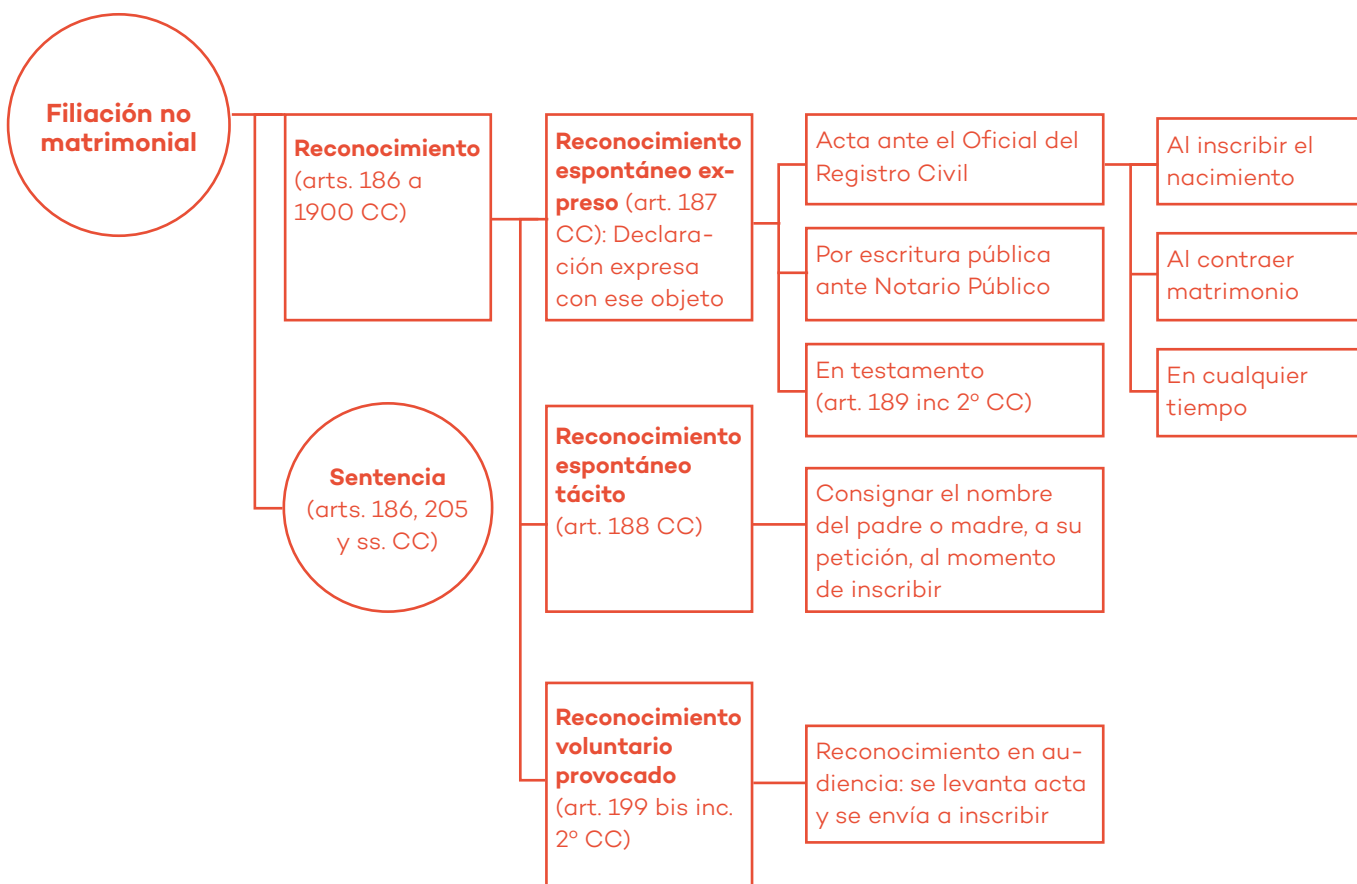 Filiación no
matrimonial
Reconocimiento
(arts. 186 a
1900 CC)
Sentencia
(arts. 186, 205
y ss. CC)
Reconocimiento
espontáneo ex-
preso (art. 187
CC): Declara-
ción expresa
con ese objeto
Acta ante el Oficial del
Registro Civil
Al inscribir el
nacimiento
Al contraer
matrimonio
En cualquier
tiempo
Por escritura pública
ante Notario Público
En testamento
(art. 189 inc 2º CC)
Reconocimiento
espontáneo
tácito
(art. 188 CC)
Consignar el nombre
del padre o madre, a su
petición, al momento
de inscribir
Reconocimiento
voluntario
provocado
(art. 199 bis inc.
2º CC)
Reconocimiento en au-
diencia: se levanta acta
y se envía a inscribir